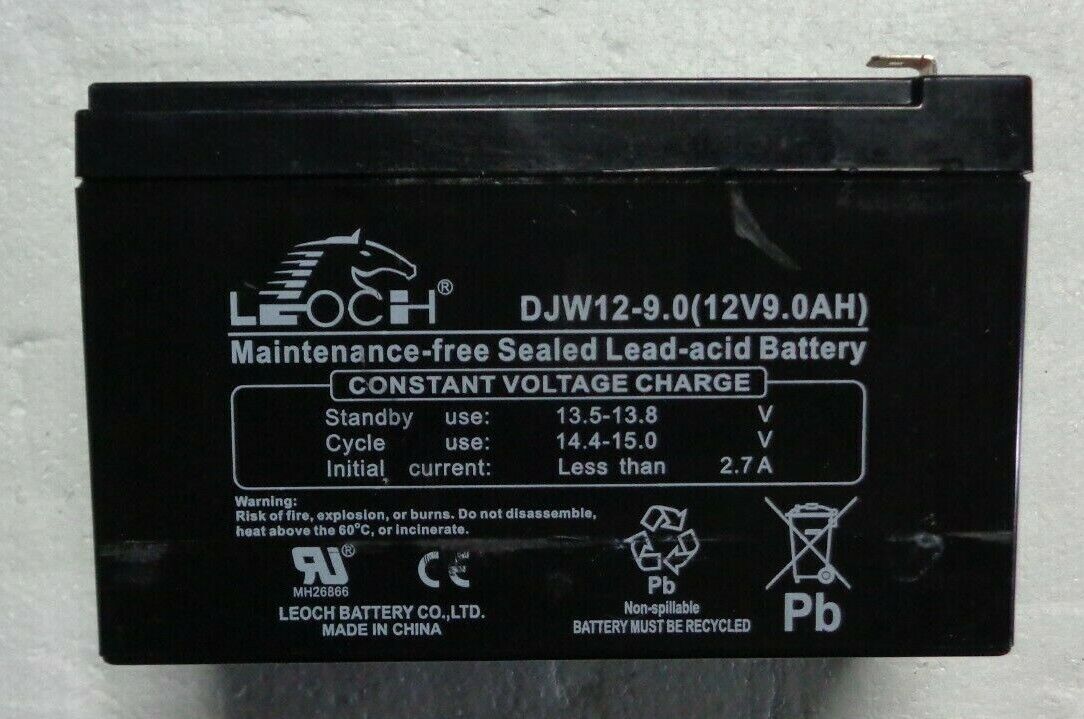 LEOCH®
DJW12-9.0(12V9.0AH)
Maintenance-free Sealed Lead-acid Battery
CONSTANT VOLTAGE CHARGE
Standby use: 13.5-13.8 V
Cycle use: 14.4-15.0 V
Initial current: Less than 2.7A
Warning:
Risk of fire, explosion, or burns. Do not disassemble,
heat above the 60°C, or incinerate.
RU®
MH26866
CE
LEOCH BATTERY CO.,LTD.
MADE IN CHINA
Pb
Non-spillable
BATTERY MUST BE RECYCLED
Pb